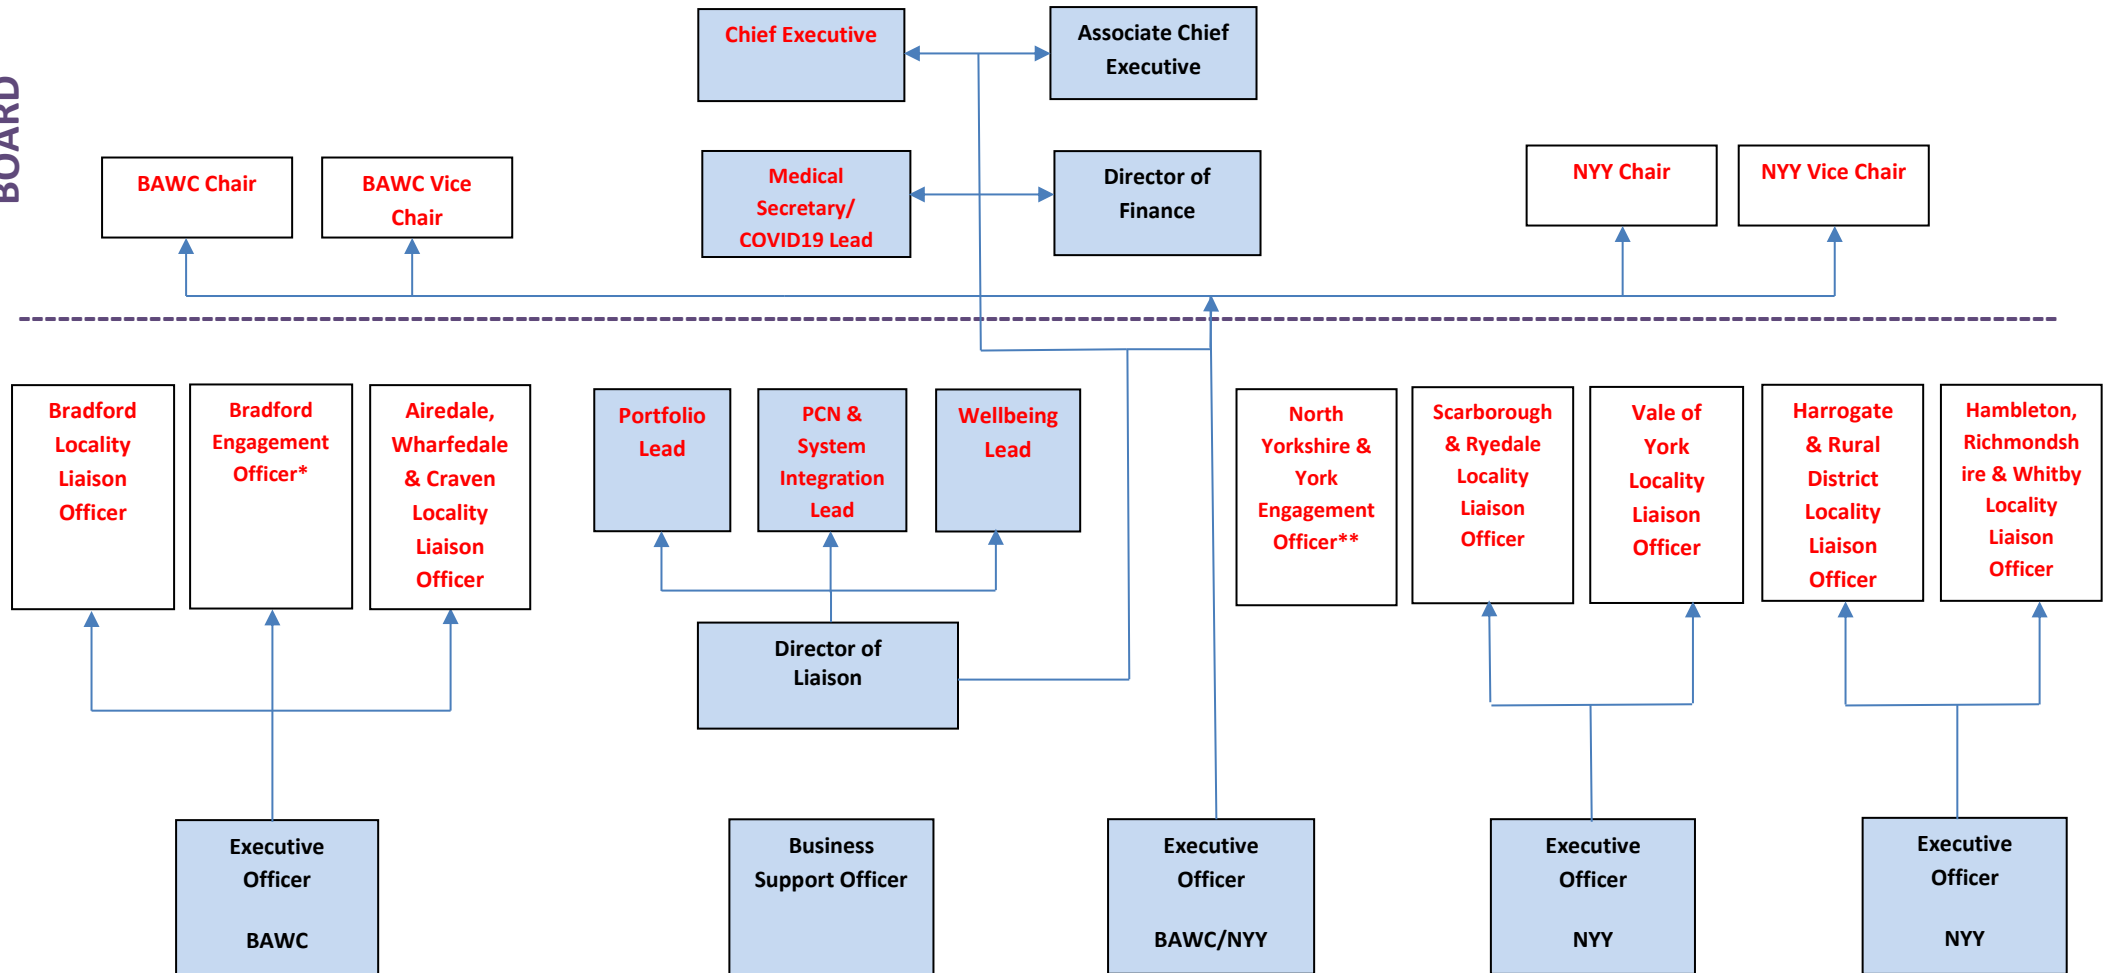 BOARD
Chief Executive
Associate Chief
Executive
BAWC Chair
BAWC Vice
Chair
Medical
Secretary/
COVID19 Lead
Director of
Finance
NYY Chair
NYY Vice Chair
Bradford
Locality
Liaison
Officer
Bradford
Engagement
Officer*
Airedale,
Wharfedale
& Craven
Locality
Liaison
Officer
Portfolio
Lead
PCN &
System
Integration
Lead
Wellbeing
Lead
North
Yorkshire &
York
Engagement
Officer**
Scarborough
& Ryedale
Locality
Liaison
Officer
Vale of
York
Locality
Liaison
Officer
Harrogate
& Rural
District
Locality
Liaison
Officer
Hambleton,
Richmondsh
ire & Whitby
Locality
Liaison
Officer
Director of
Liaison
Executive
Officer
BAWC
Business
Support Officer
Executive
Officer
BAWC/NYY
Executive
Officer
NYY
Executive
Officer
NYY